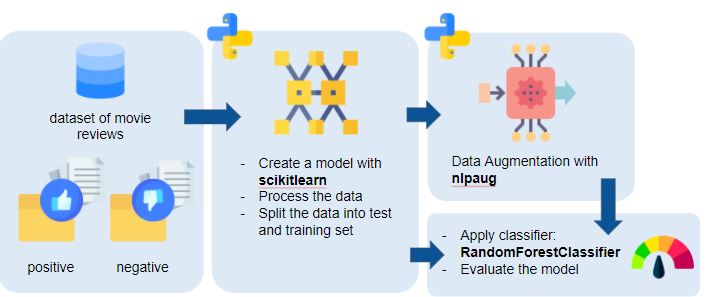 dataset of movie
reviews
positive
negative
- Create a model with
scikitlearn
- Process the data
- Split the data into test
and training set
Data Augmentation with
nlpaug
- Apply classifier:
RandomForestClassifier
- Evaluate the model